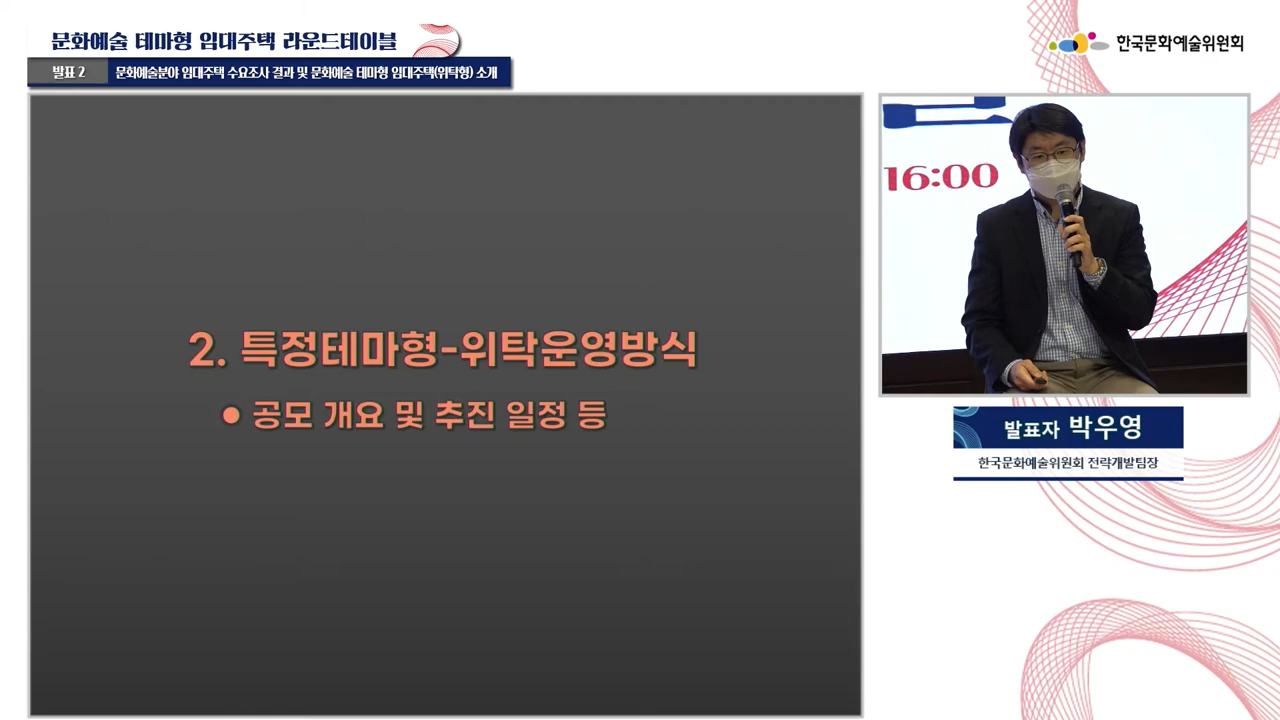 문화예술 테마형 임대주택 라운드테이블
발표 2
문화예술분야 임대주택 수요조사 결과 및 문화예술 테마형 임대주택(위탁형) 소개
한국문화예술위원회
2. 특정테마형-위탁운영방식
● 공모 개요 및 추진 일정 등
16:00
발표자 박우영
한국문화예술위원회 전략개발팀장